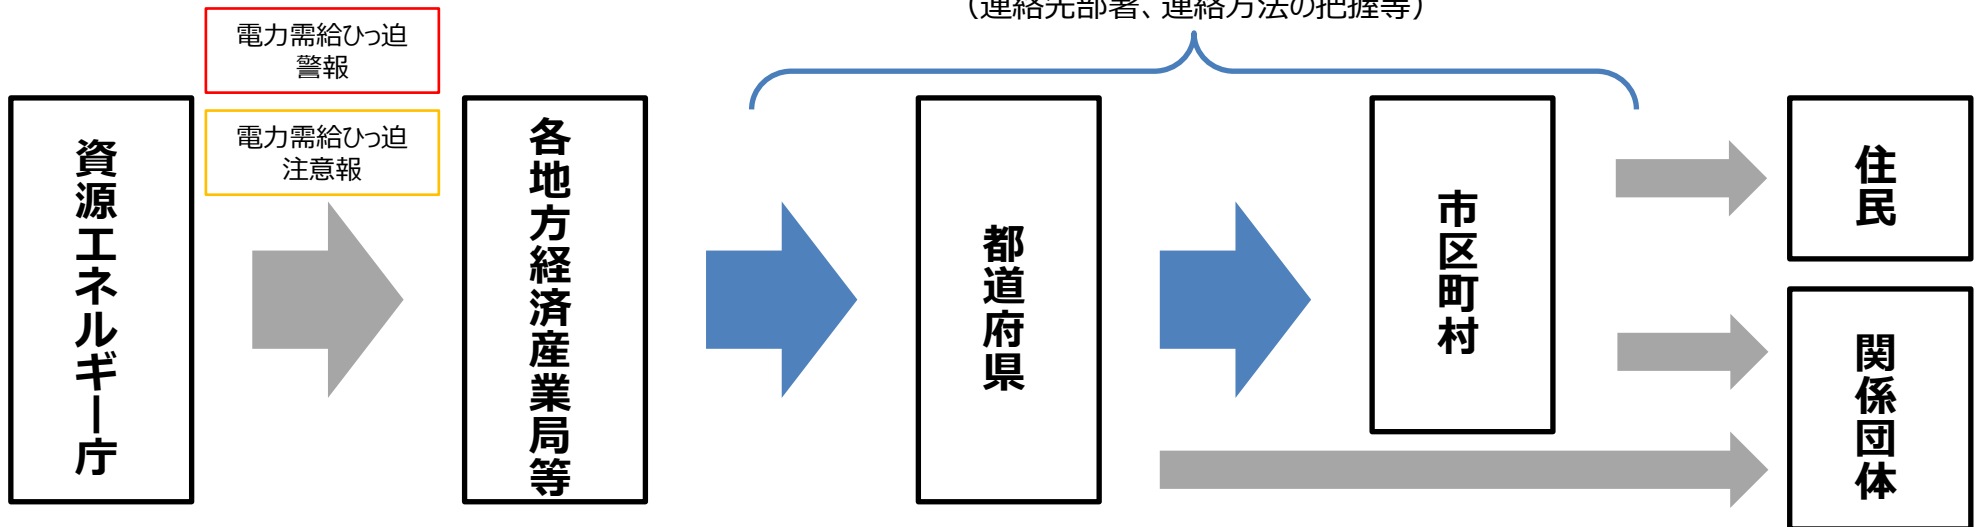 （連絡先部署、連絡方法の把握等）
電力需給ひっ迫
警報
電力需給ひっ迫
注意報
資源エネルギー庁
各地方経済産業局等
都道府県
市区町村
住民
関係団体